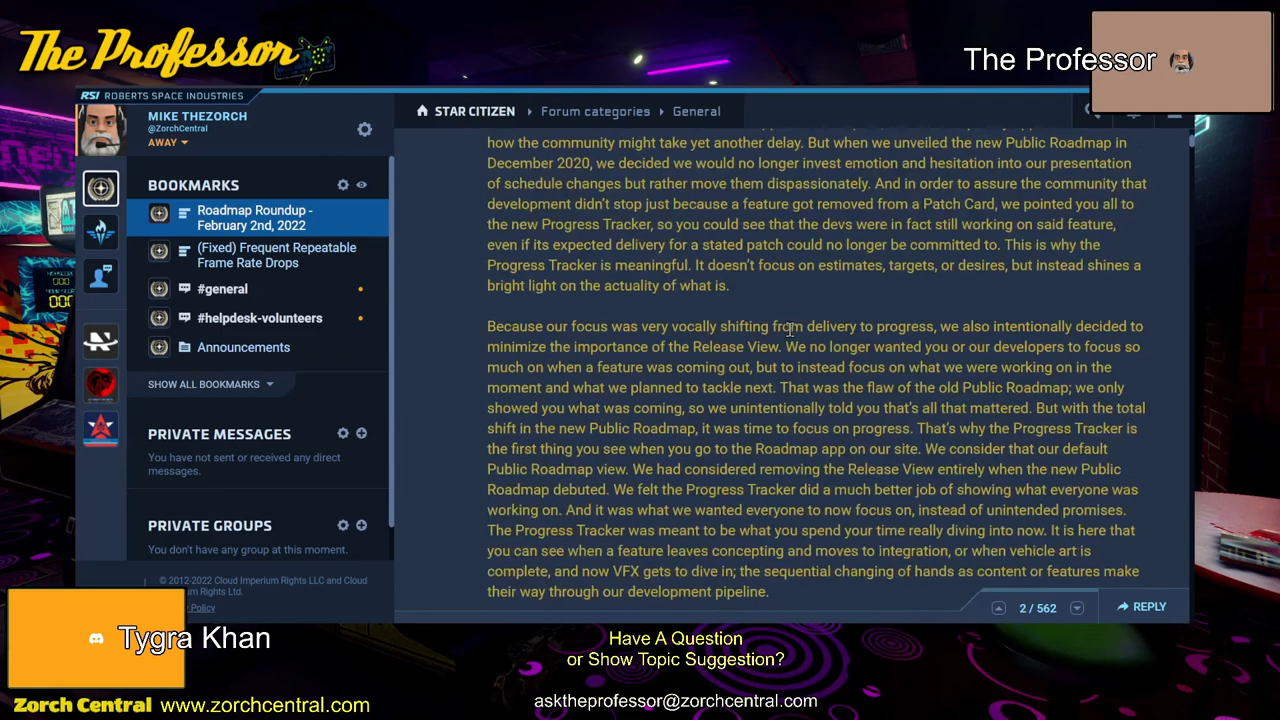 The Professor
The Professor
RSI ROBERTS SPACE INDUSTRIES
MIKE THEZORCH
@ZorchCentral
AWAY
STAR CITIZEN
Forum categories
General
BOOKMARKS
Roadmap Roundup -
February 2nd, 2022
(Fixed) Frequent Repeatable
Frame Rate Drops
#general
#helpdesk-volunteers
Announcements
SHOW ALL BOOKMARKS
PRIVATE MESSAGES
You have not sent or received any direct
messages.
PRIVATE GROUPS
You don't have any group at this moment.
© 2012-2022 Cloud Imperium Rights LLC and Cloud
um Rights Ltd.
y Policy
how the community might take yet another delay. But when we unveiled the new Public Roadmap in
December 2020, we decided we would no longer invest emotion and hesitation into our presentation
of schedule changes but rather move them dispassionately. And in order to assure the community that
development didn't stop just because a feature got removed from a Patch Card, we pointed you all to
the new Progress Tracker, so you could see that the devs were in fact still working on said feature,
even if its expected delivery for a stated patch could no longer be committed to. This is why the
Progress Tracker is meaningful. It doesn't focus on estimates, targets, or desires, but instead shines a
bright light on the actuality of what is.
Because our focus was very vocally shifting from delivery to progress, we also intentionally decided to
minimize the importance of the Release View. We no longer wanted you or our developers to focus so
much on when a feature was coming out, but to instead focus on what we were working on in the
moment and what we planned to tackle next. That was the flaw of the old Public Roadmap; we only
showed you what was coming, so we unintentionally told you that's all that mattered. But with the total
shift in the new Public Roadmap, it was time to focus on progress. That's why the Progress Tracker is
the first thing you see when you go to the Roadmap app on our site. We consider that our default
Public Roadmap view. We had considered removing the Release View entirely when the new Public
Roadmap debuted. We felt the Progress Tracker did a much better job of showing what everyone was
working on. And it was what we wanted everyone to now focus on, instead of unintended promises.
The Progress Tracker was meant to be what you spend your time really diving into now. It is here that
you can see when a feature leaves concepting and moves to integration, or when vehicle art is
complete, and now VFX gets to dive in; the sequential changing of hands as content or features make
their way through our development pipeline.
2 / 562
REPLY
Tygra Khan
Have A Question
or Show Topic Suggestion?
Zorch Central www.zorchcentral.com
asktheprofessor@zorchcentral.com